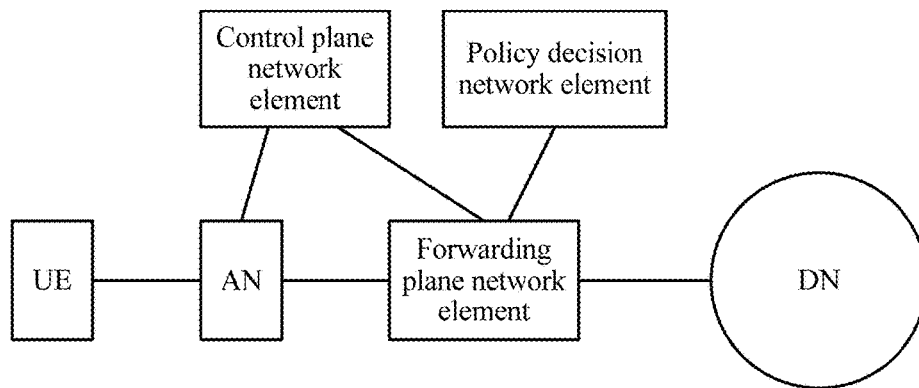 Control plane
network
element
Policy decision
network element
UE
AN
Forwarding
plane network
element
DN